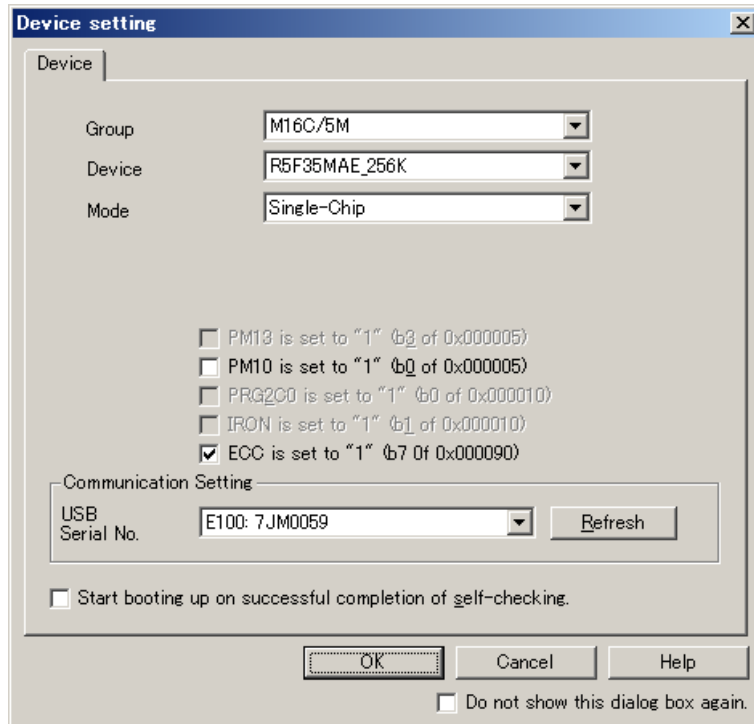 Device setting
Device
Group
M16C/5M
Device
R5F35MAE_256K
Mode
Single-Chip
PM13 is set to "1" (b3 of 0x000005)
PM10 is set to "1" (b0 of 0x000005)
PRG2C0 is set to "1" (b0 of 0x000010)
IRON is set to "1" (b1 of 0x000010)
ECC is set to "1" (b7 0f 0x000090)
Communication Setting
USB
Serial No.
E100: 7JM0059
Refresh
Start booting up on successful completion of self-checking.
OK
Cancel
Help
Do not show this dialog box again.